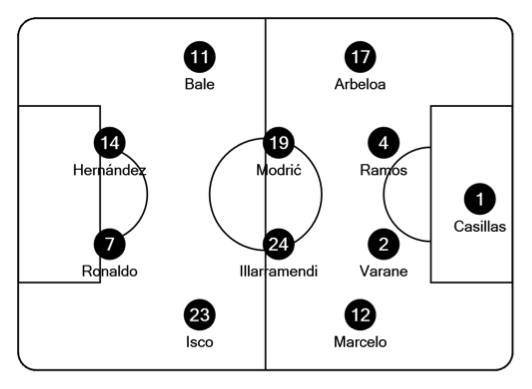 11
Bale
17
Arbeloa
14
Hernández
19
Modrić
4
Ramos
1
Casillas
7
Ronaldo
24
Illarramendi
2
Varane
23
Isco
12
Marcelo